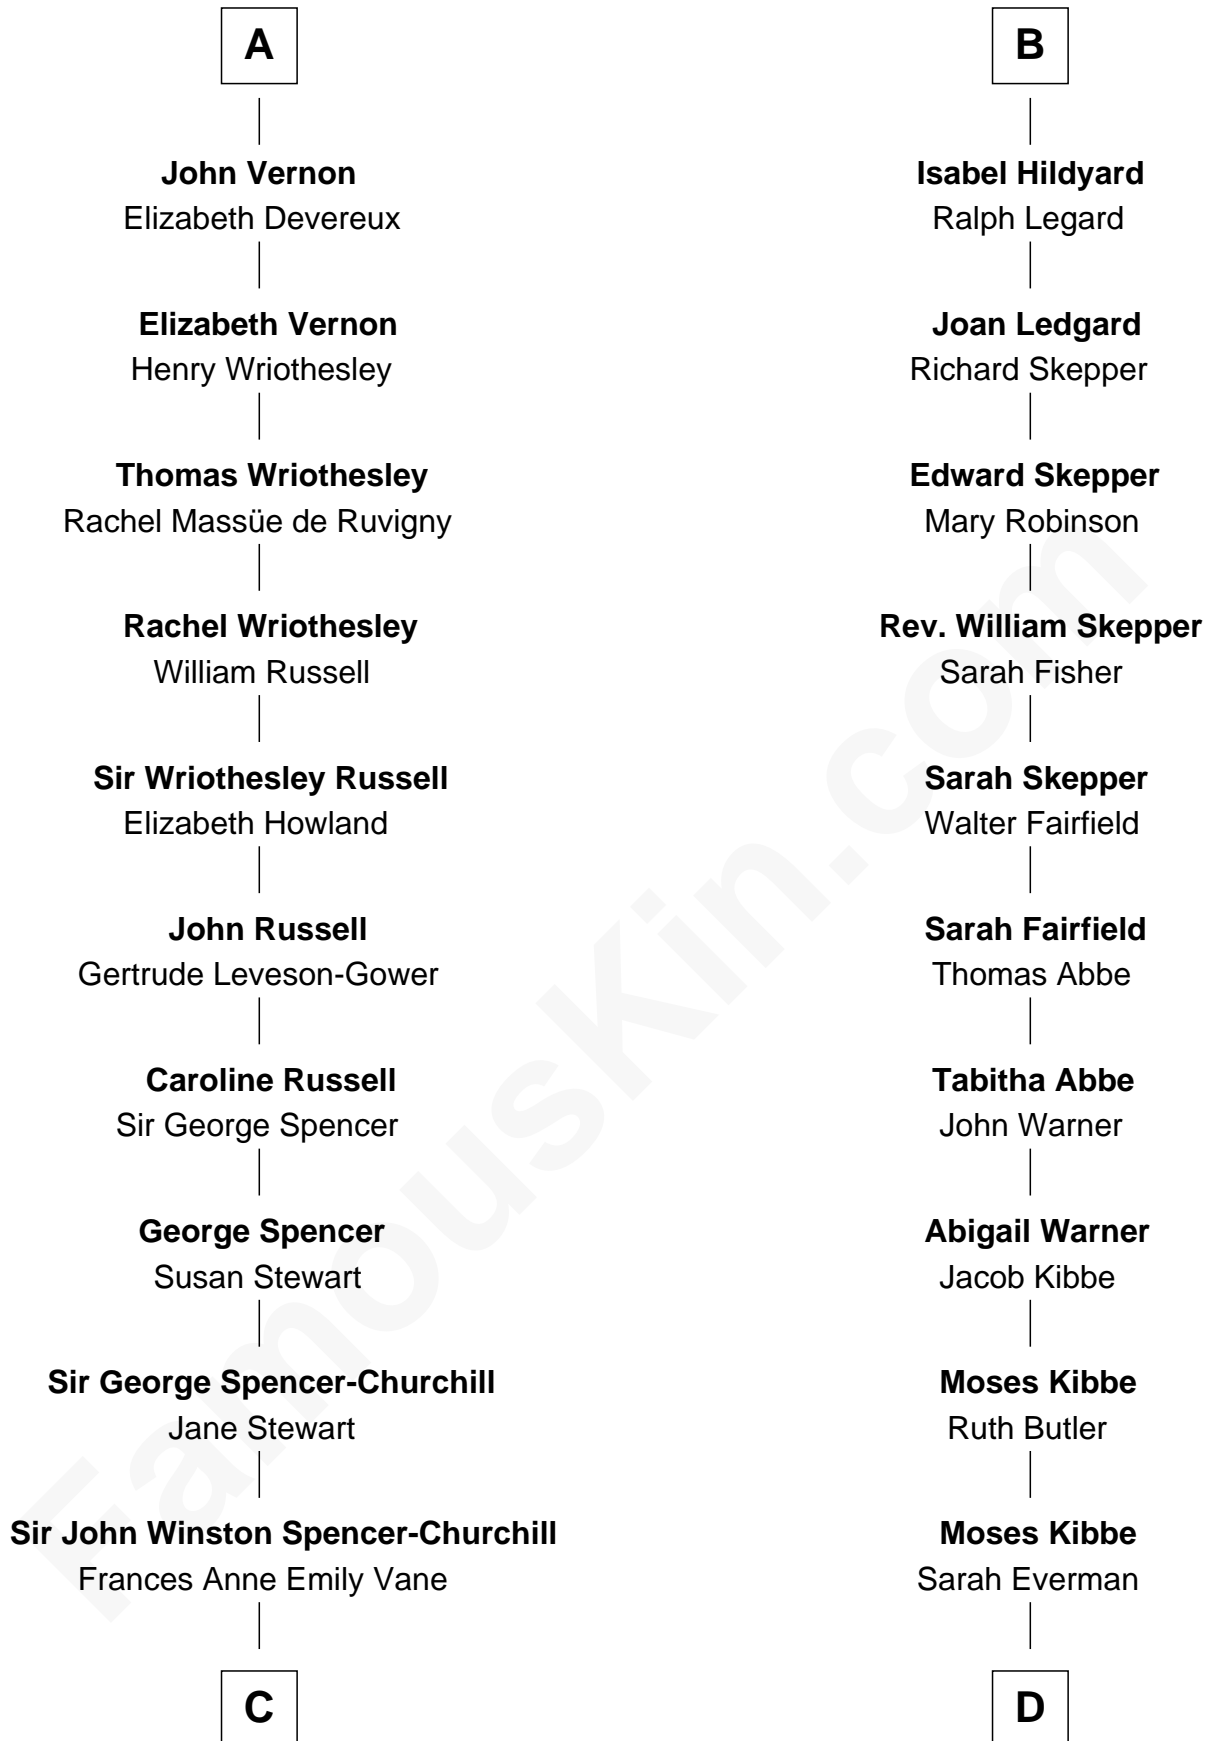 A
John Vernon
Elizabeth Devereux
Elizabeth Vernon
Henry Wriothesley
Thomas Wriothesley
Rachel Massüe de Ruvigny
Rachel Wriothesley
William Russell
Sir Wriothesley Russell
Elizabeth Howland
John Russell
Gertrude Leveson-Gower
Caroline Russell
Sir George Spencer
George Spencer
Susan Stewart
Sir George Spencer-Churchill
Jane Stewart
Sir John Winston Spencer-Churchill
Frances Anne Emily Vane
C
B
Isabel Hildyard
Ralph Legard
Joan Ledgard
Richard Skepper
Edward Skepper
Mary Robinson
Rev. William Skepper
Sarah Fisher
Sarah Skepper
Walter Fairfield
Sarah Fairfield
Thomas Abbe
Tabitha Abbe
John Warner
Abigail Warner
Jacob Kibbe
Moses Kibbe
Ruth Butler
Moses Kibbe
Sarah Everman
D
FamousKin.com